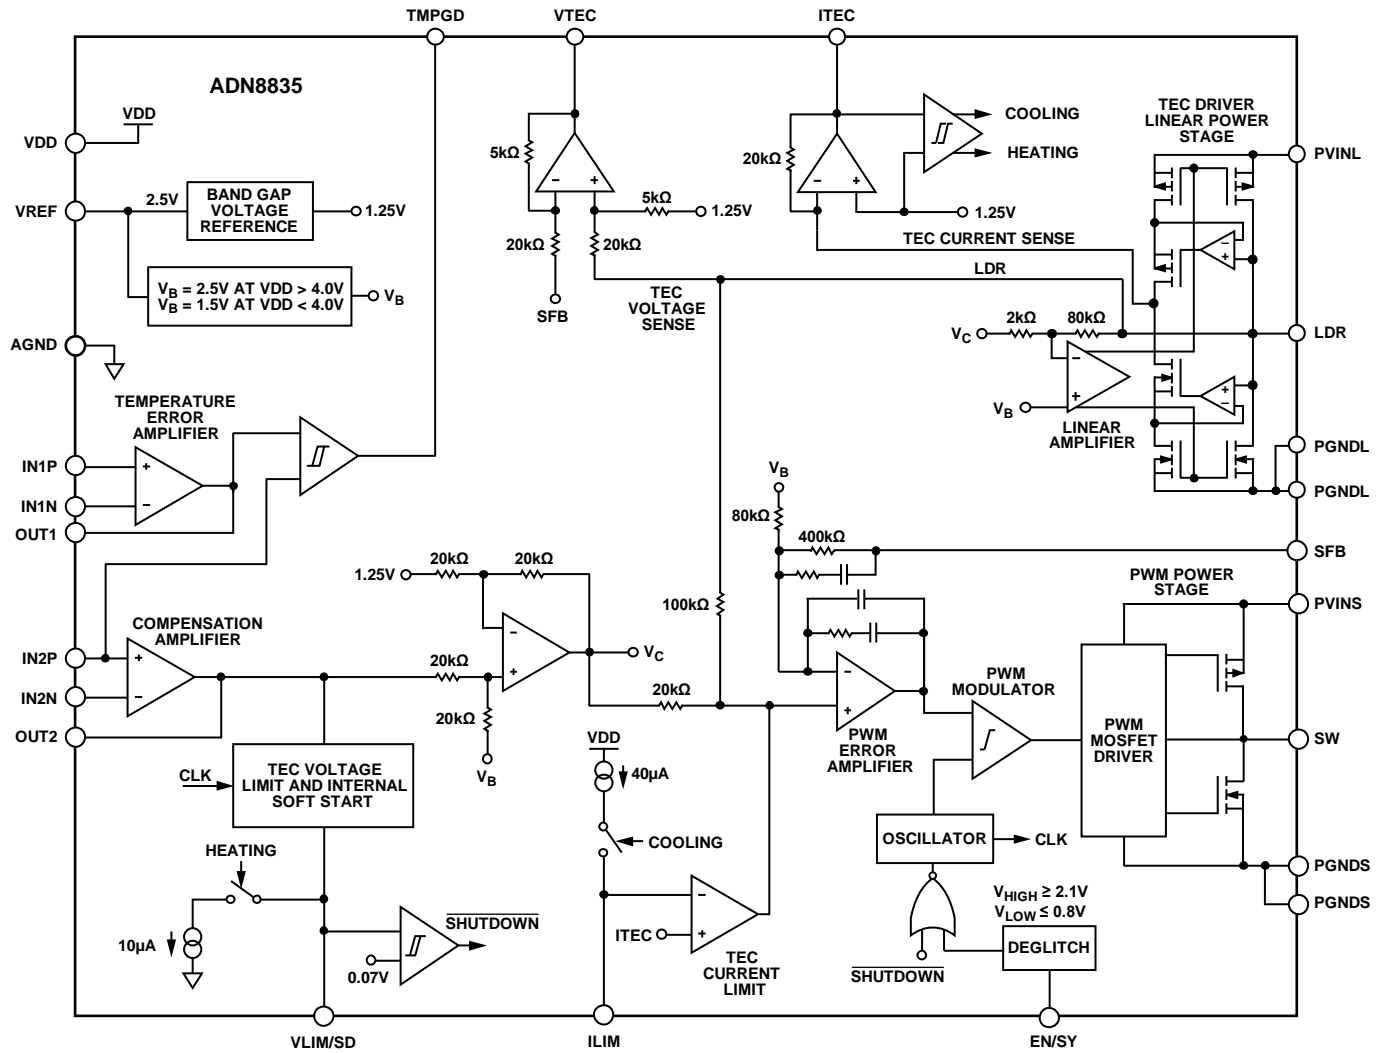 TMPGD
VTEC
ITEC
ADN8835
VDD
VDD
VREF
2.5V
BAND GAP
VOLTAGE
REFERENCE
1.25V
VB = 2.5V AT VDD > 4.0V
VB = 1.5V AT VDD < 4.0V
VB
AGND
5kΩ
5kΩ
1.25V
20kΩ
20kΩ
SFB
TEC
VOLTAGE
SENSE
20kΩ
COOLING
HEATING
1.25V
TEC CURRENT SENSE
LDR
TEC DRIVER
LINEAR POWER
STAGE
PVINL
VC
2kΩ
80kΩ
LDR
VB
LINEAR
AMPLIFIER
PGNDL
PGNDL
TEMPERATURE
ERROR
AMPLIFIER
IN1P
IN1N
OUT1
VB
80kΩ
400kΩ
SFB
1.25V
20kΩ
20kΩ
100kΩ
PWM POWER
STAGE
PVINS
COMPENSATION
AMPLIFIER
IN2P
IN2N
OUT2
20kΩ
VC
20kΩ
20kΩ
VB
PWM
ERROR
AMPLIFIER
PWM
MODULATOR
PWM
MOSFET
DRIVER
SW
CLK
TEC VOLTAGE
LIMIT AND INTERNAL
SOFT START
VDD
40µA
COOLING
OSCILLATOR
CLK
HEATING
10µA
0.07V
SHUTDOWN
ITEC
TEC
CURRENT
LIMIT
SHUTDOWN
VHIGH ≥ 2.1V
VLOW ≤ 0.8V
DEGLITCH
PGNDS
PGNDS
VLIM/SD
ILIM
EN/SY